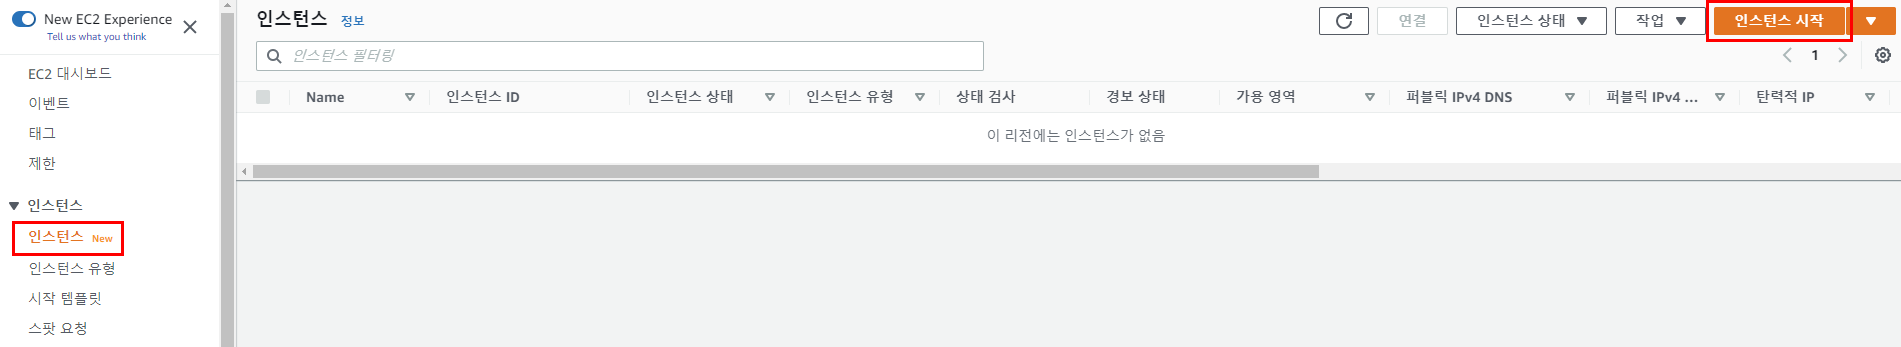 New EC2 Experience
Tell us what you think
EC2 대시보드
이벤트
태그
제한
인스턴스
인스턴스 New
인스턴스 유형
시작 템플릿
스팟 요청
인스턴스 정보
연결 인스턴스 상태 작업 인스턴스 시작
인스턴스 필터링
1
Name 인스턴스 ID 인스턴스 상태 인스턴스 유형 상태 검사 경보 상태 가용 영역 퍼블릭 IPv4 DNS 퍼블릭 IPv4 ... 탄력적 IP
이 리전에는 인스턴스가 없음